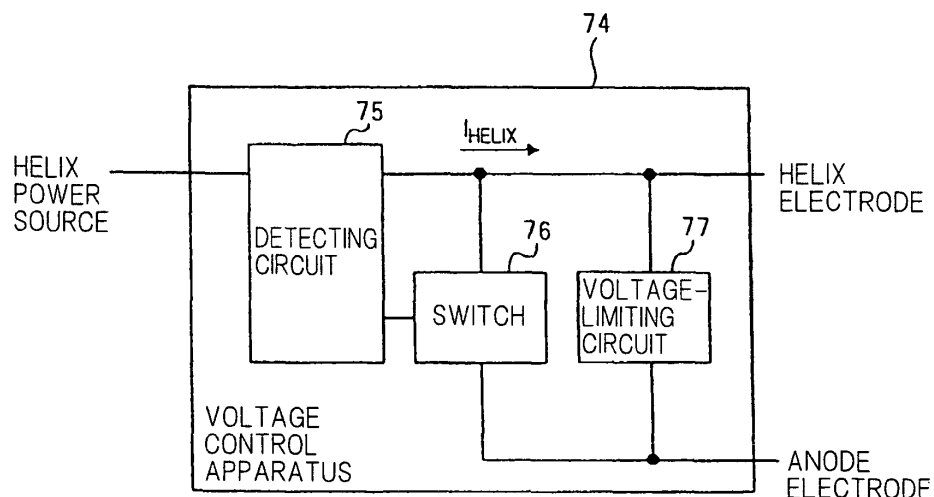 74
75
I HELIX
HELIX
POWER
SOURCE
HELIX
ELECTRODE
DETECTING
CIRCUIT
76
77
SWITCH
VOLTAGE-
LIMITING
CIRCUIT
VOLTAGE
CONTROL
APPARATUS
ANODE
ELECTRODE